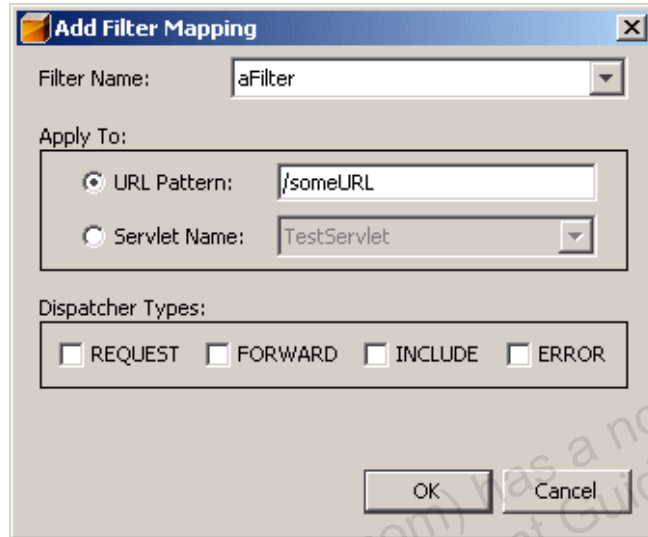 Add Filter Mapping
Filter Name: aFilter
Apply To:
URL Pattern: /someURL
Servlet Name: TestServlet
Dispatcher Types:
REQUEST FORWARD INCLUDE ERROR
OK Cancel
has a